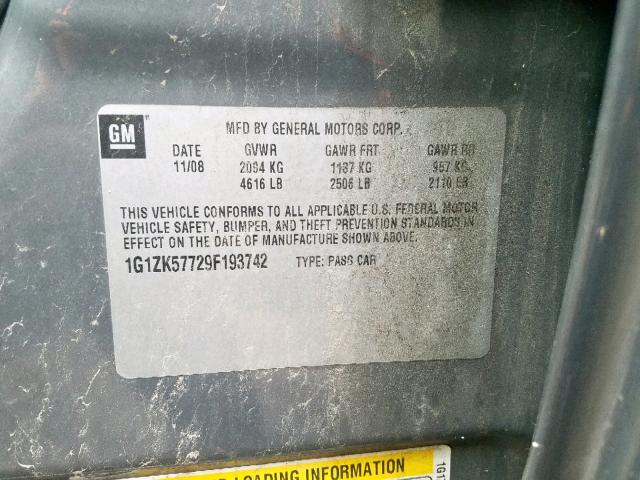 GM
MFD BY GENERAL MOTORS CORP.
DATE GVWR GAWR FRT GAWR RR
11/08 2094 KG 1137 KG 957 KG
4616 LB 2506 LB 2110 LB
THIS VEHICLE CONFORMS TO ALL APPLICABLE U.S. FEDERAL MOTOR
VEHICLE SAFETY, BUMPER, AND THEFT PREVENTION STANDARDS IN
EFFECT ON THE DATE OF MANUFACTURE SHOWN ABOVE.
1G1ZK57729F193742 TYPE: PASS CAR
LOADING INFORMATION
1G1